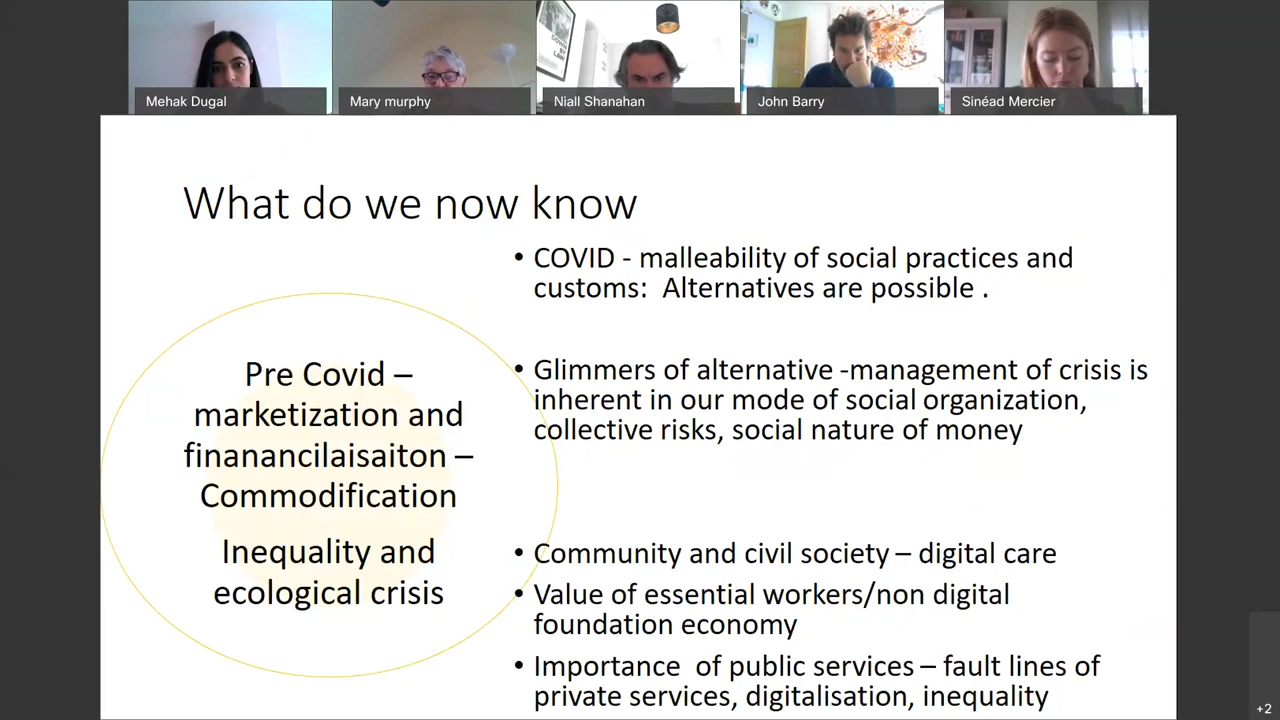 Mehak Dugal
Mary murphy
Niall Shanahan
John Barry
Sinéad Mercier
What do we now know
Pre Covid –
marketization and
finanancilaisaiton –
Commodification
Inequality and
ecological crisis
• COVID - malleability of social practices and
customs: Alternatives are possible .
• Glimmers of alternative -management of crisis is
inherent in our mode of social organization,
collective risks, social nature of money
• Community and civil society – digital care
• Value of essential workers/non digital
foundation economy
• Importance of public services – fault lines of
private services, digitalisation, inequality
+2